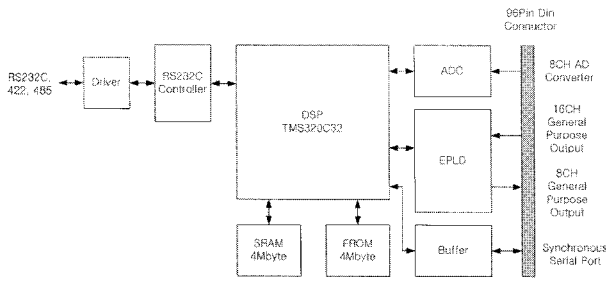 96Pin Din
Connuctor
RS232C,
422, 485
Driver
RS232C
Controller
DSP
TMS320C32
ADC
8CH AD
Converter
16CH
General
Purpose
Output
EPLD
8CH
General
Purpose
Output
SRAM
4Mbyte
FROM
4Mbyte
Buffer
Synchronous
Serial Port